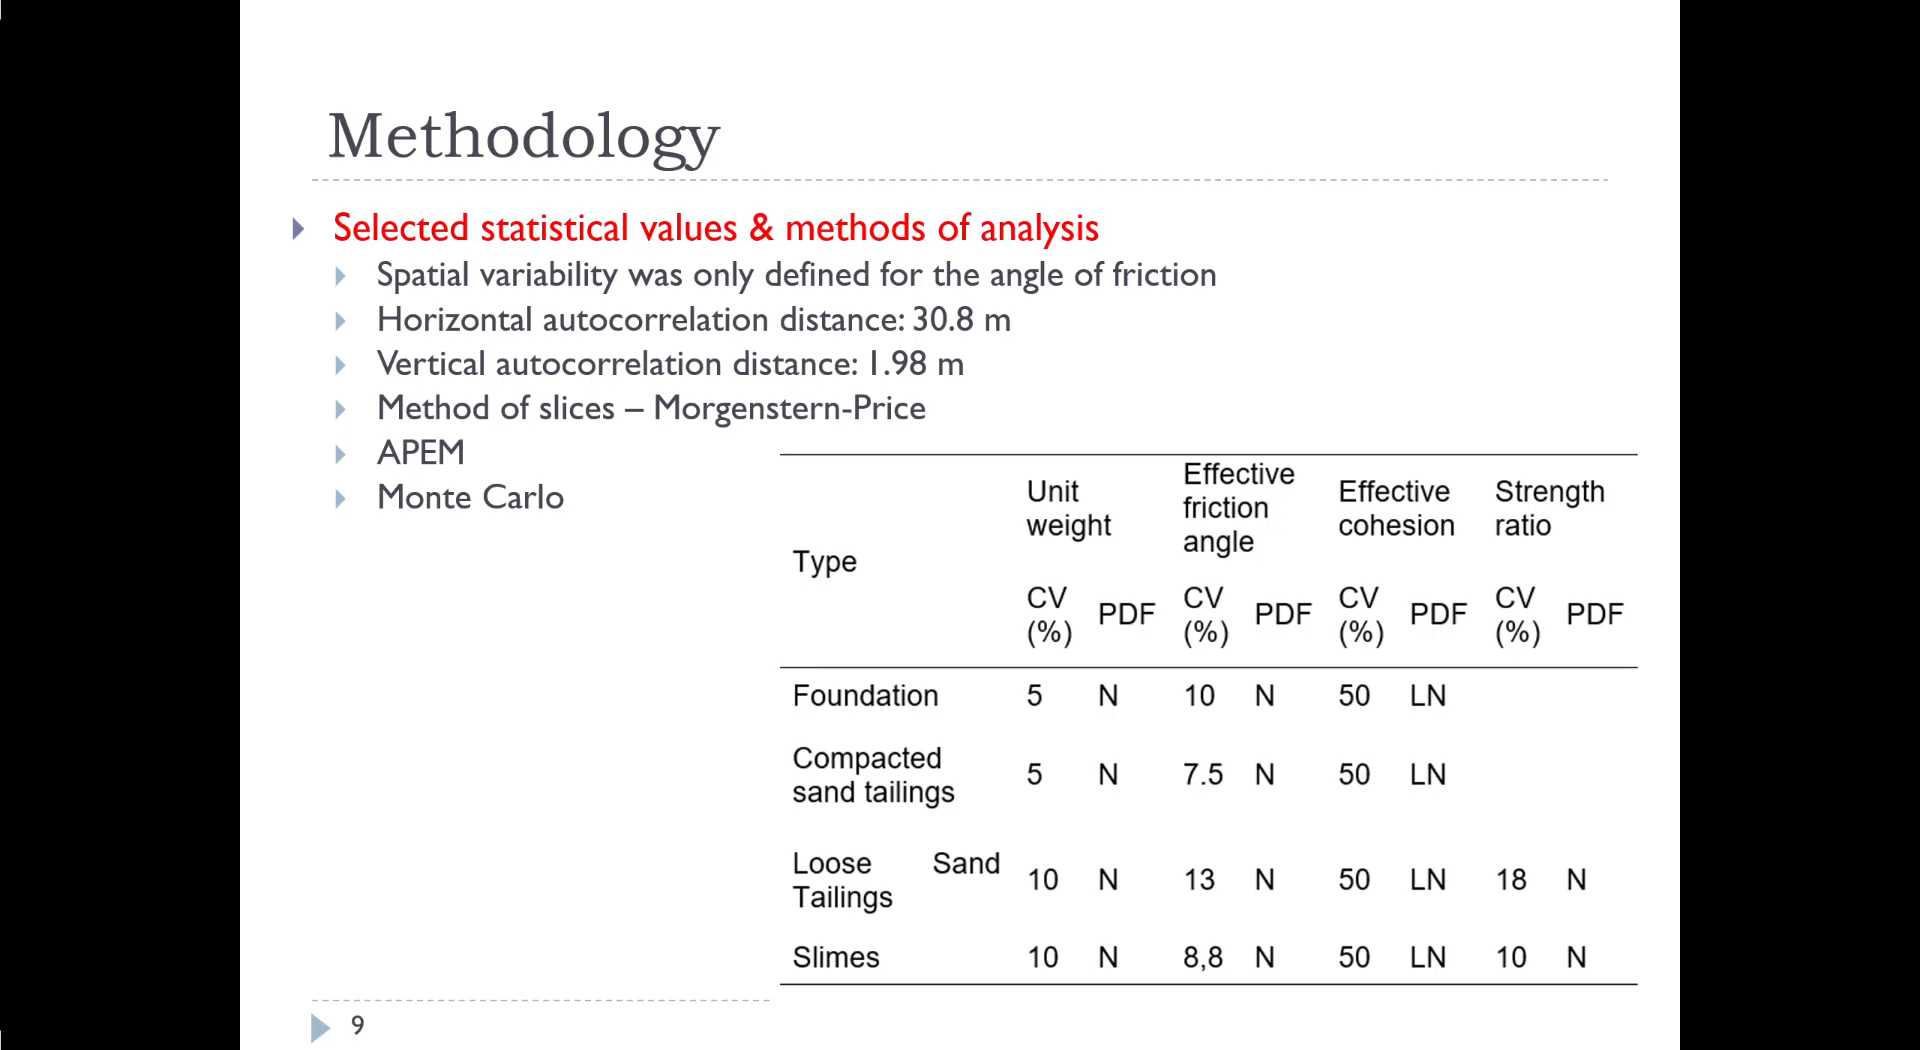 Methodology
Selected statistical values & methods of analysis
Spatial variability was only defined for the angle of friction
Horizontal autocorrelation distance: 30.8 m
Vertical autocorrelation distance: 1.98 m
Method of slices – Morgenstern-Price
APEM
Monte Carlo
Type
Unit weight
Effective friction angle
Effective cohesion
Strength ratio
CV (%) PDF CV (%) PDF CV (%) PDF CV (%) PDF
Foundation 5 N 10 N 50 LN
Compacted sand tailings 5 N 7.5 N 50 LN
Loose Sand Tailings 10 N 13 N 50 LN 18 N
Slimes 10 N 8,8 N 50 LN 10 N
9